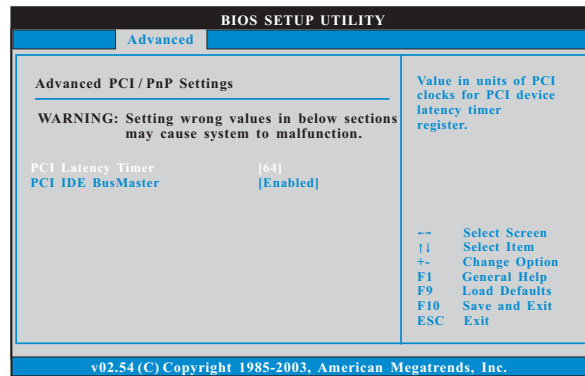 BIOS SETUP UTILITY
Advanced
Advanced PCI / PnP Settings
WARNING: Setting wrong values in below sections
may cause system to malfunction.
PCI Latency Timer [64]
PCI IDE BusMaster [Enabled]
Value in units of PCI
clocks for PCI device
latency timer
register.
←→ Select Screen
↑↓ Select Item
+- Change Option
F1 General Help
F9 Load Defaults
F10 Save and Exit
ESC Exit
v02.54 (C) Copyright 1985-2003, American Megatrends, Inc.